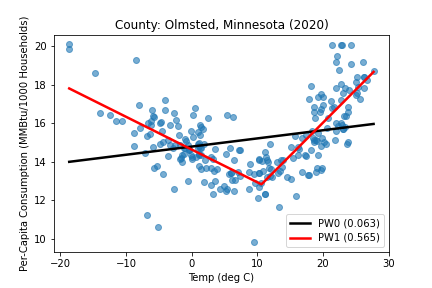 County: Olmsted, Minnesota (2020)
Per-Capita Consumption (MMBtu/1000 Households)
20
18
16
14
12
10
PW0 (0.063)
PW1 (0.565)
−20 −10 0 10 20 30
Temp (deg C)